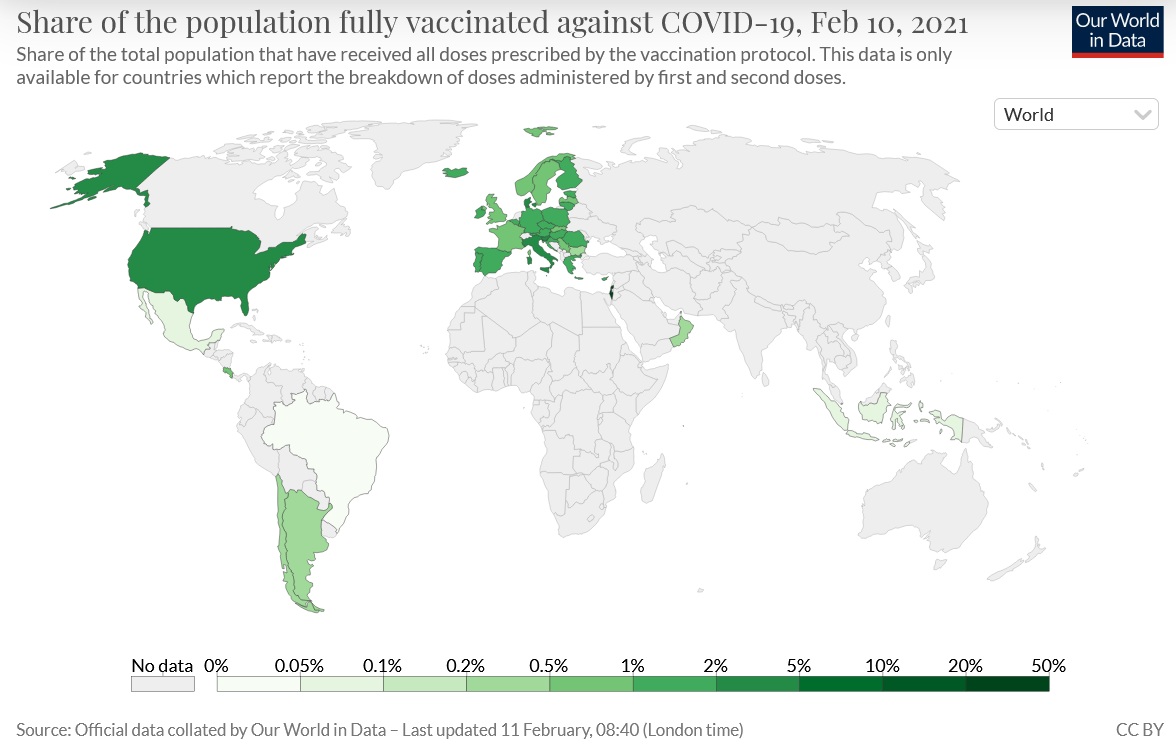 Share of the population fully vaccinated against COVID-19, Feb 10, 2021
Our World
in Data
Share of the total population that have received all doses prescribed by the vaccination protocol. This data is only
available for countries which report the breakdown of doses administered by first and second doses.
World
No data 0% 0.05% 0.1% 0.2% 0.5% 1% 2% 5% 10% 20% 50%
Source: Official data collated by Our World in Data – Last updated 11 February, 08:40 (London time)
CC BY